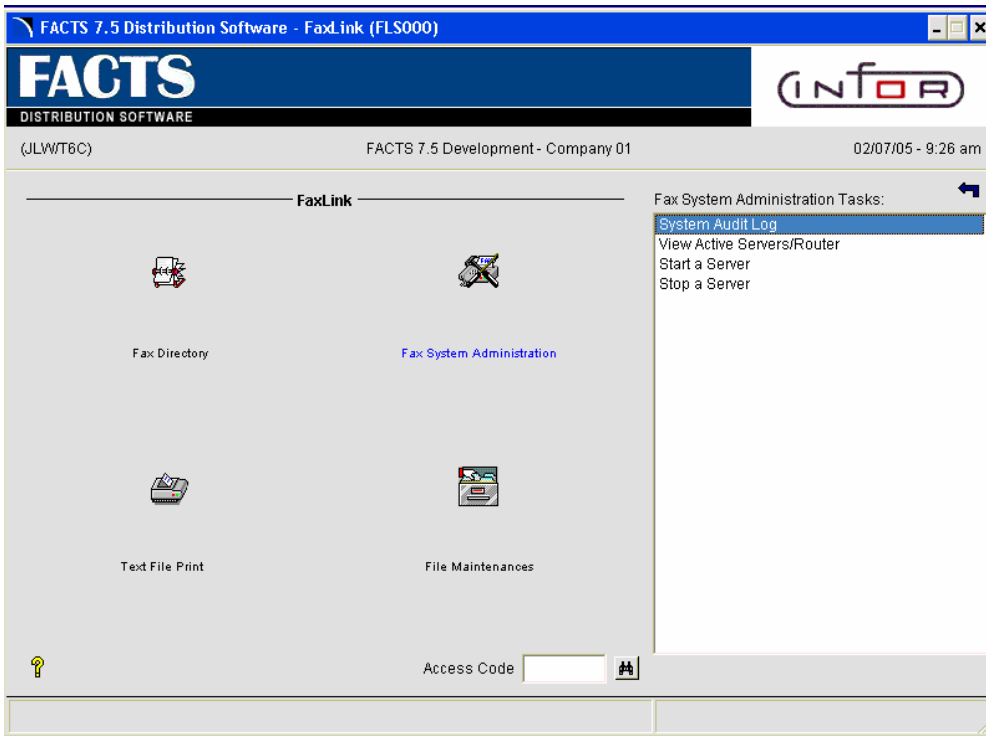 FACTS 7.5 Distribution Software - FaxLink (FLS000)
FACTS
DISTRIBUTION SOFTWARE
INFOR
(JLW/T6C)
FACTS 7.5 Development - Company 01
02/07/05 - 9:26 am
FaxLink
Fax Directory
Fax System Administration
Text File Print
File Maintenances
Access Code
Fax System Administration Tasks:
System Audit Log
View Active Servers/Router
Start a Server
Stop a Server